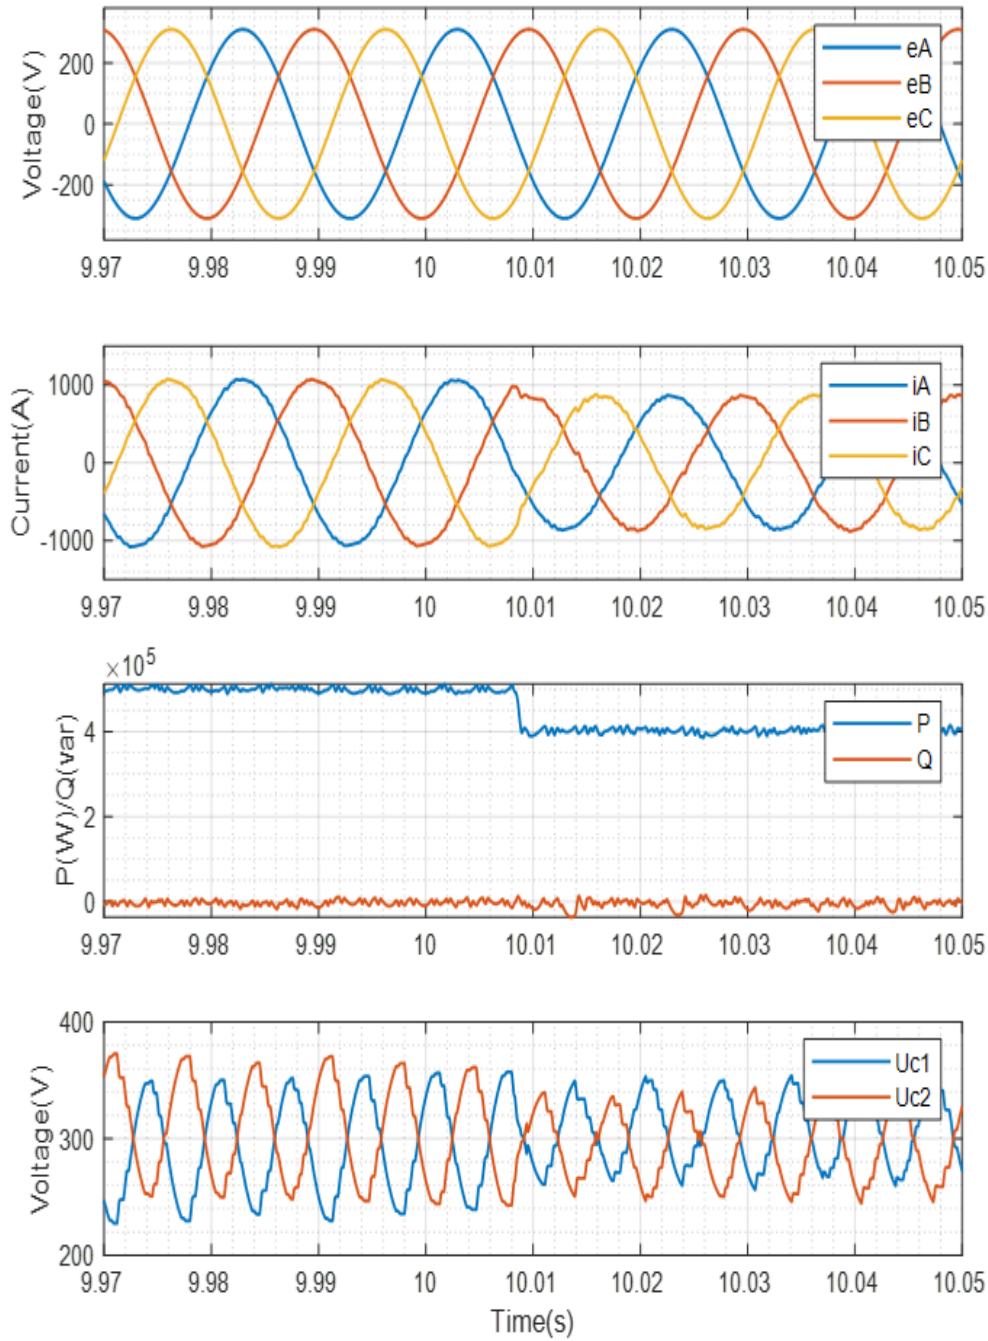 Voltage(V)
200
0
-200
eA
eB
eC
9.97 9.98 9.99 10 10.01 10.02 10.03 10.04 10.05
Current(A)
1000
0
-1000
iA
iB
iC
9.97 9.98 9.99 10 10.01 10.02 10.03 10.04 10.05
×10⁵
P(W)/Q(var)
4
2
0
P
Q
9.97 9.98 9.99 10 10.01 10.02 10.03 10.04 10.05
Voltage(V)
400
300
200
Uc1
Uc2
9.97 9.98 9.99 10 10.01 10.02 10.03 10.04 10.05
Time(s)